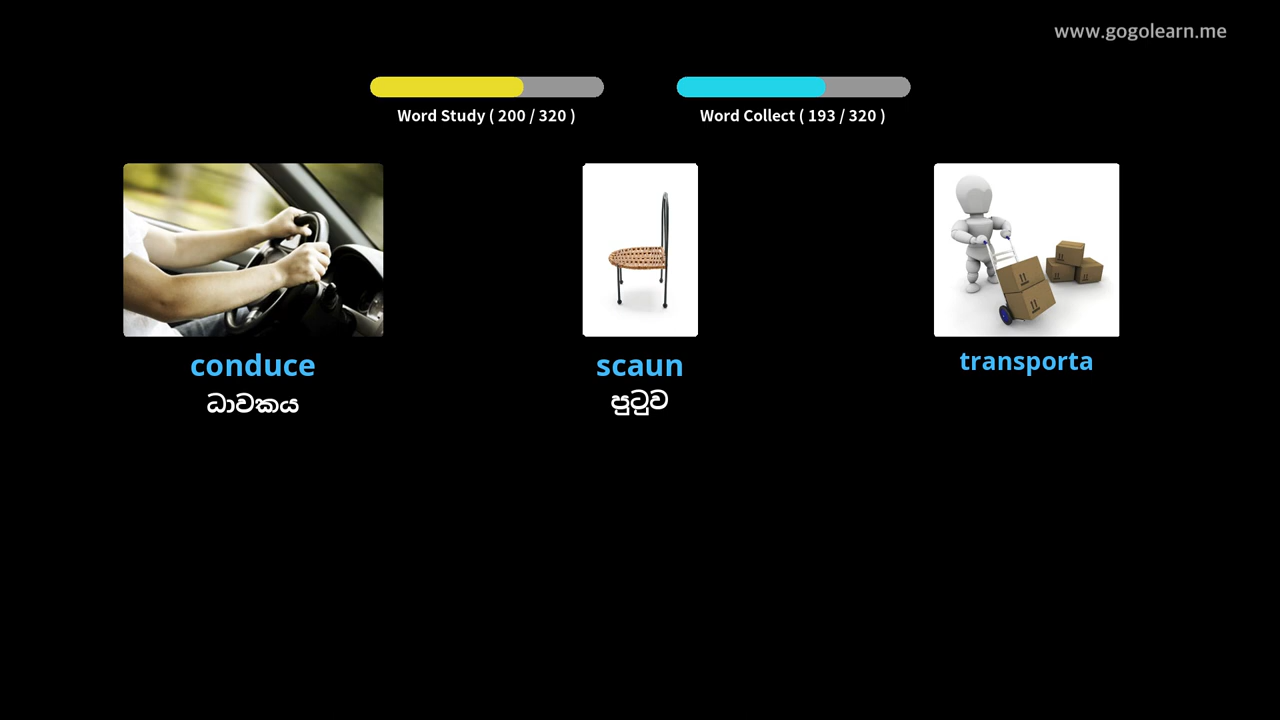 www.gogolearn.me
Word Study ( 200 / 320 )
Word Collect ( 193 / 320 )
conduce
ධාවකය
scaun
පුටුව
transporta